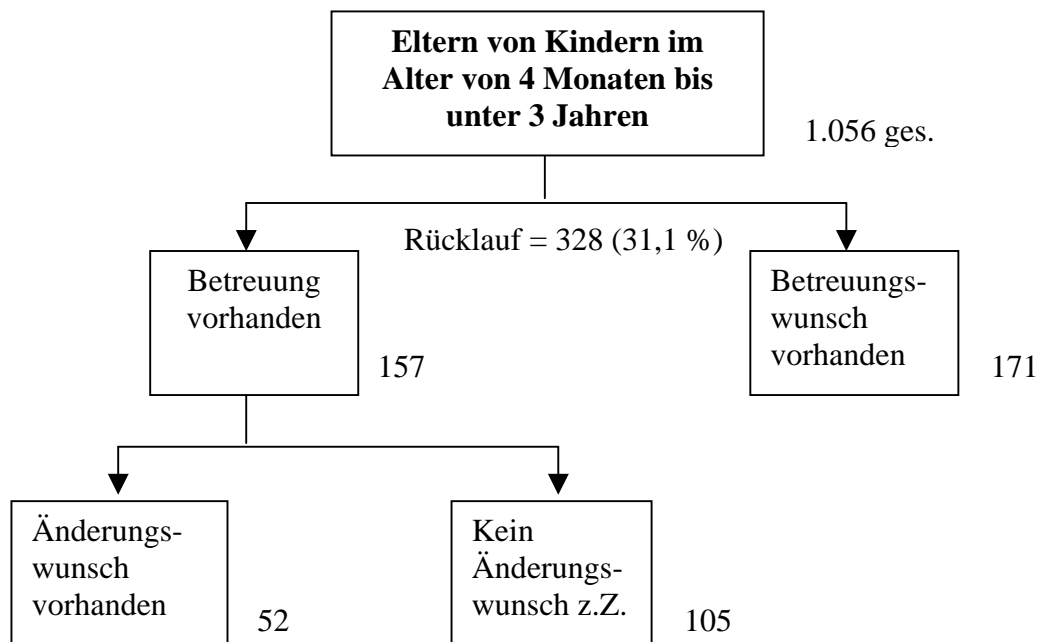 Eltern von Kindern im
Alter von 4 Monaten bis
unter 3 Jahren
1.056 ges.
Rücklauf = 328 (31,1 %)
Betreuung
vorhanden
157
Betreuungs-
wunsch
vorhanden
171
Änderungs-
wunsch
vorhanden
52
Kein
Änderungs-
wunsch z.Z.
105